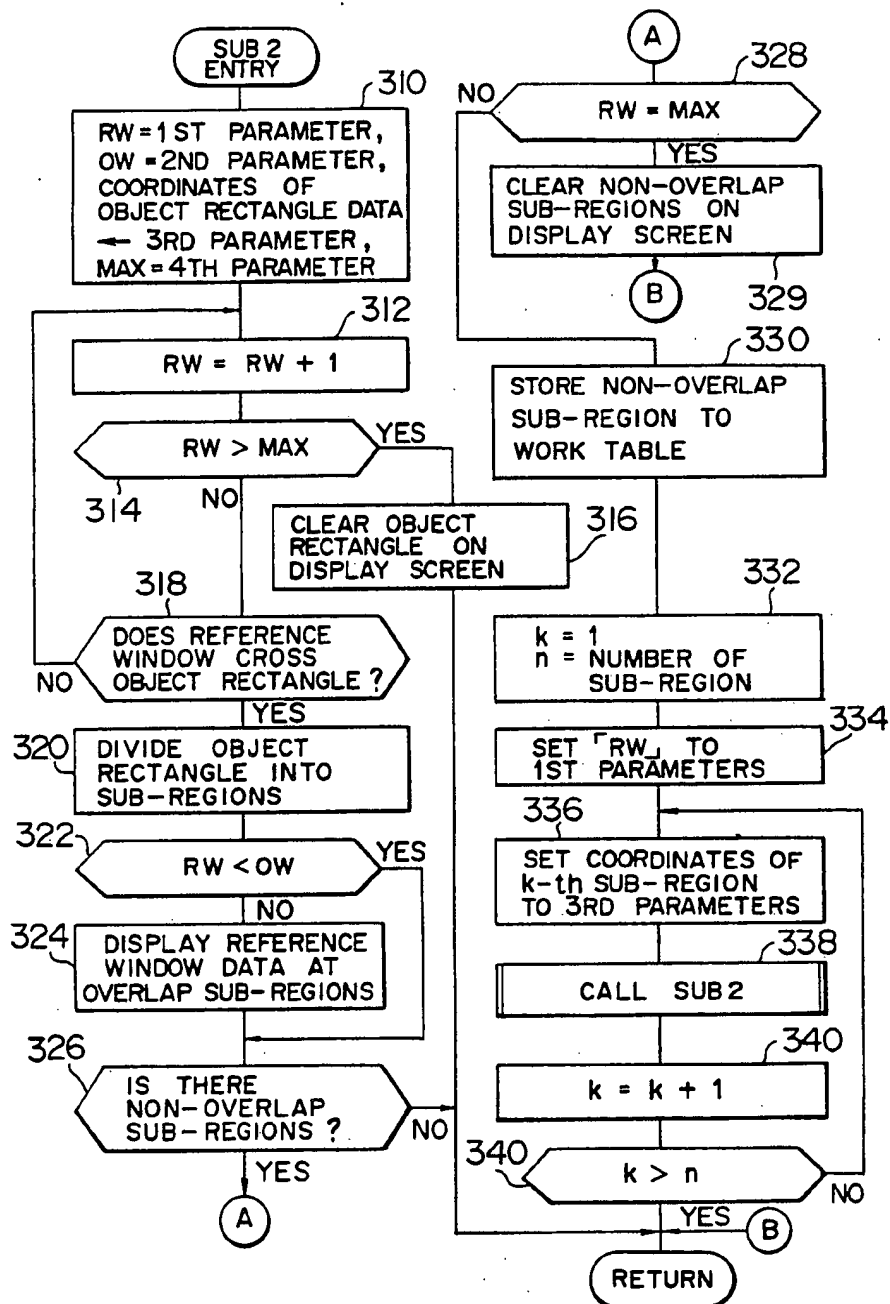 SUB 2
ENTRY
310
RW = 1 ST PARAMETER,
OW = 2ND PARAMETER,
COORDINATES OF
OBJECT RECTANGLE DATA
← 3RD PARAMETER,
MAX = 4TH PARAMETER
312
RW = RW + 1
RW > MAX
YES
314
NO
CLEAR OBJECT
RECTANGLE ON
DISPLAY SCREEN
316
318
DOES REFERENCE
WINDOW CROSS
OBJECT RECTANGLE ?
NO
YES
320
DIVIDE OBJECT
RECTANGLE INTO
SUB-REGIONS
322
RW < OW
YES
NO
324
DISPLAY REFERENCE
WINDOW DATA AT
OVERLAP SUB-REGIONS
326
IS THERE
NON-OVERLAP
SUB-REGIONS ?
NO
YES
A
A
328
NO
RW = MAX
YES
CLEAR NON-OVERLAP
SUB-REGIONS ON
DISPLAY SCREEN
329
B
330
STORE NON-OVERLAP
SUB-REGION TO
WORK TABLE
332
k = 1
n = NUMBER OF
SUB-REGION
334
SET 「RW」 TO
1ST PARAMETERS
336
SET COORDINATES OF
k-th SUB-REGION
TO 3RD PARAMETERS
338
CALL SUB 2
340
k = k + 1
340
k > n
NO
YES
B
RETURN